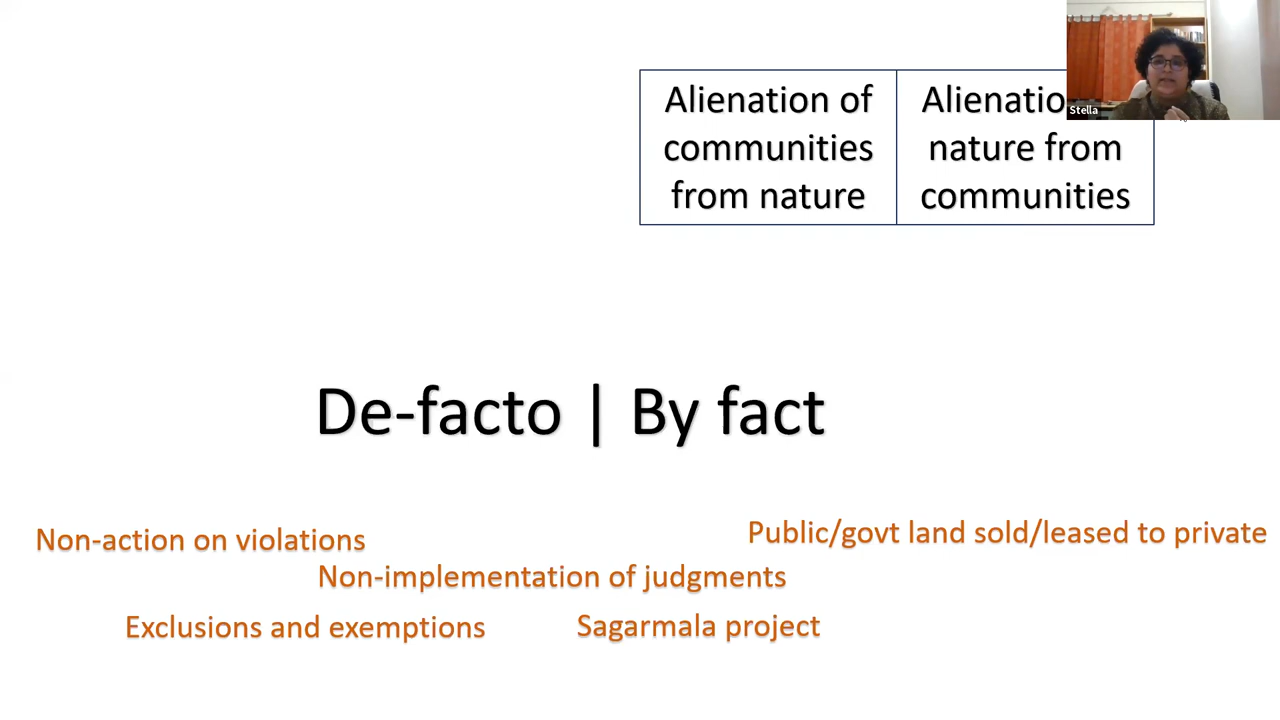 Stella
Alienation of
communities
from nature
nature from
communities
De-facto | By fact
Non-action on violations
Public/govt land sold/leased to private
Non-implementation of judgments
Exclusions and exemptions
Sagarmala project